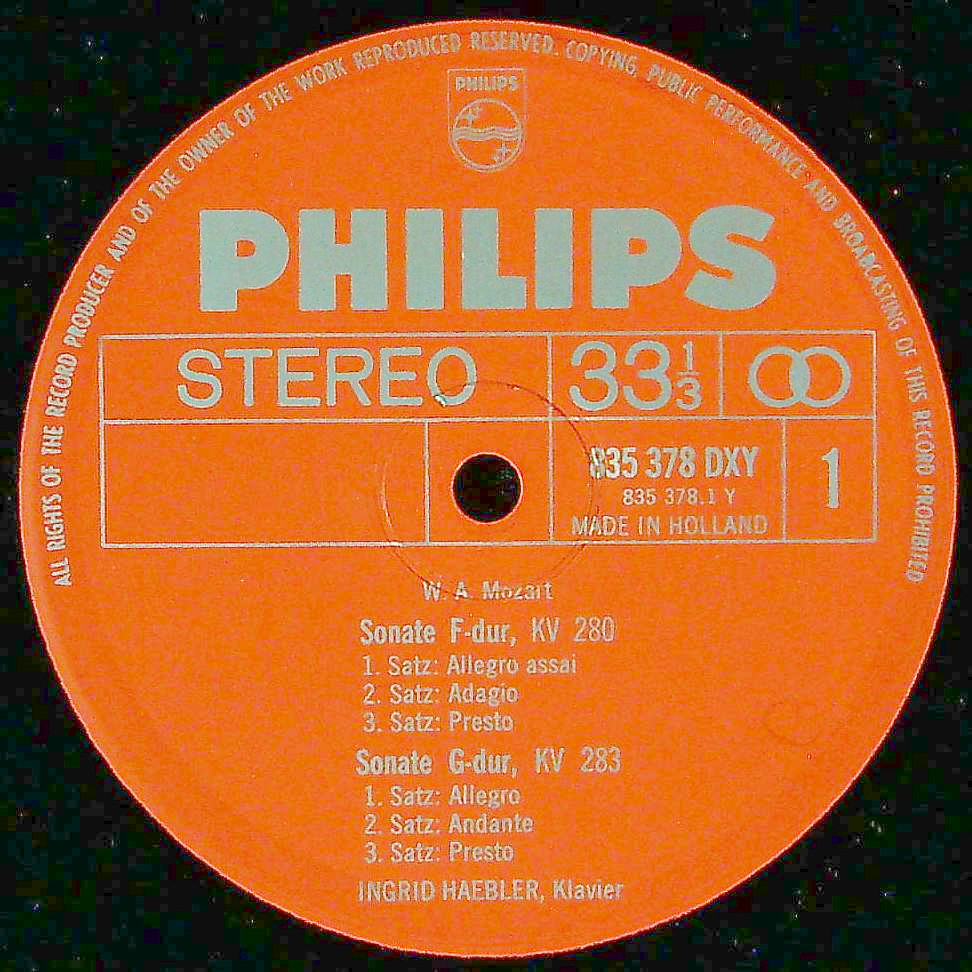 ALL RIGHTS OF THE RECORD PRODUCER AND OF THE OWNER OF THE WORK REPRODUCED RESERVED. COPYING, PUBLIC PERFORMANCE AND BROADCASTING OF THIS RECORD PROHIBITED
PHILIPS
PHILIPS
STEREO 33 1/3
835 378 DXY 1
835 378.1 Y
MADE IN HOLLAND
W. A. Mozart
Sonate F-dur, KV 280
1. Satz: Allegro assai
2. Satz: Adagio
3. Satz: Presto
Sonate G-dur, KV 283
1. Satz: Allegro
2. Satz: Andante
3. Satz: Presto
INGRID HAEBLER, Klavier